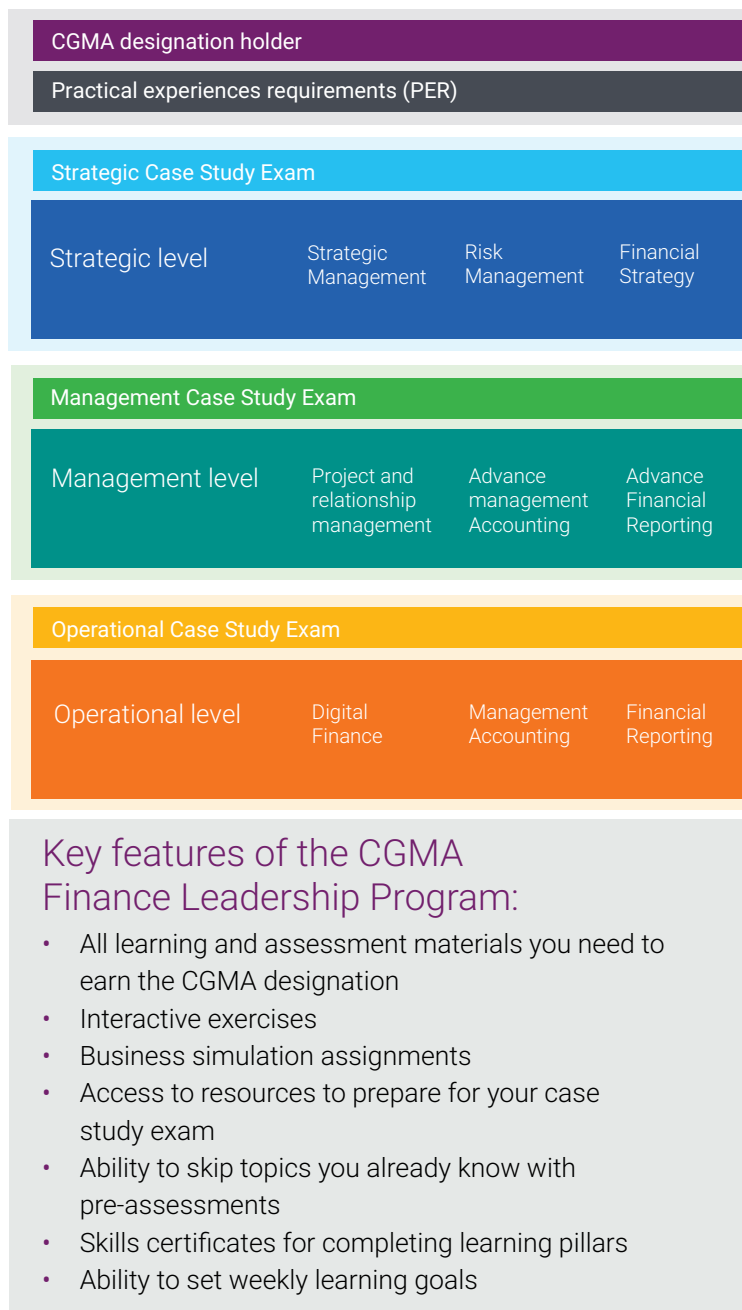 CGMA designation holder
Practical experiences requirements (PER)
Strategic Case Study Exam
Strategic level
Strategic
Management
Risk
Management
Financial
Strategy
Management Case Study Exam
Management level
Project and
relationship
management
Advance
management
Accounting
Advance
Financial
Reporting
Operational Case Study Exam
Operational level
Digital
Finance
Management
Accounting
Financial
Reporting
Key features of the CGMA
Finance Leadership Program:
• All learning and assessment materials you need to
earn the CGMA designation
• Interactive exercises
• Business simulation assignments
• Access to resources to prepare for your case
study exam
• Ability to skip topics you already know with
pre-assessments
• Skills certificates for completing learning pillars
• Ability to set weekly learning goals